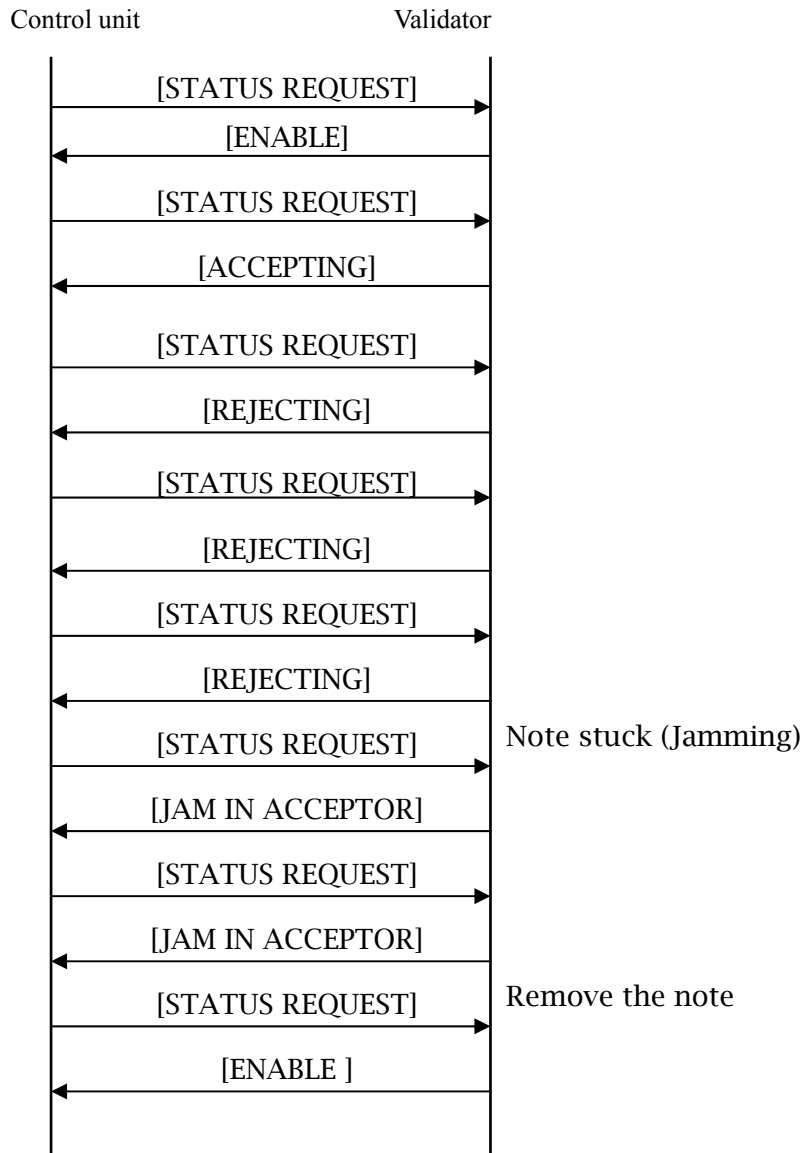 Control unit Validator
[STATUS REQUEST]
[ENABLE]
[STATUS REQUEST]
[ACCEPTING]
[STATUS REQUEST]
[REJECTING]
[STATUS REQUEST]
[REJECTING]
[STATUS REQUEST]
[REJECTING]
Note stuck (Jamming)
[STATUS REQUEST]
[JAM IN ACCEPTOR]
[STATUS REQUEST]
[JAM IN ACCEPTOR]
Remove the note
[STATUS REQUEST]
[ENABLE ]